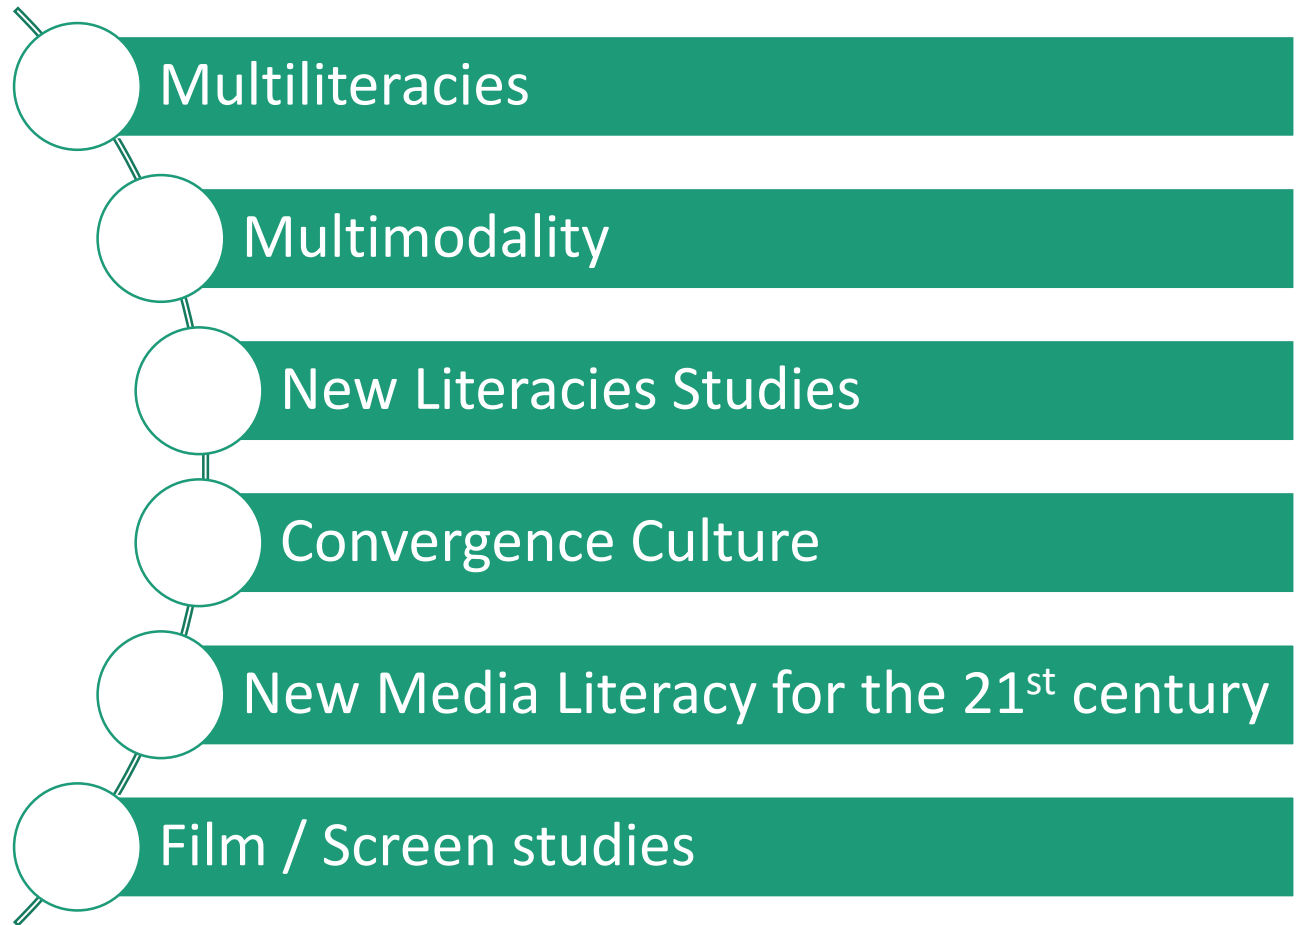 Multiliteracies
Multimodality
New Literacies Studies
Convergence Culture
New Media Literacy for the 21st century
Film / Screen studies